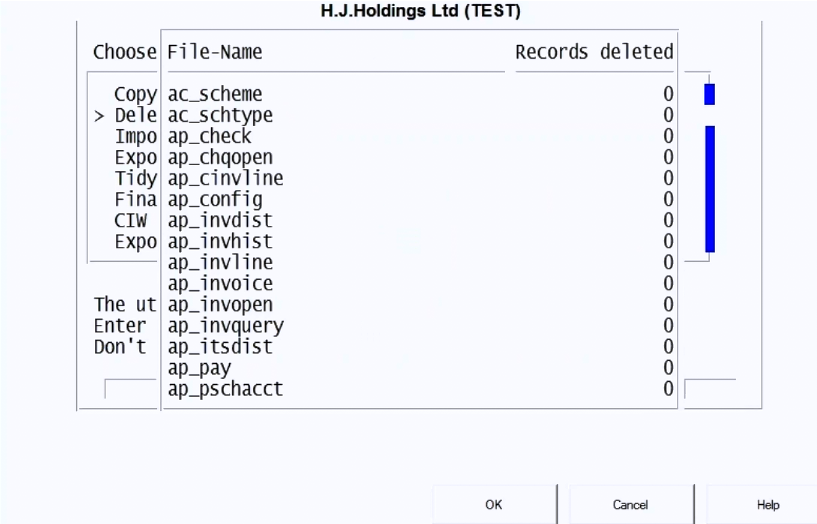 H.J.Holdings Ltd (TEST)
Choose File-Name Records deleted
Copy ac_scheme 0
> Dele ac_schtype 0
Impo ap_check 0
Expo ap_chqopen 0
Tidy ap_cinvline 0
Fina ap_config 0
CIW ap_invdist 0
Expo ap_invhist 0
ap_invline 0
ap_invoice 0
The ut ap_invopen 0
Enter ap_invquery 0
Don't ap_itsdist 0
ap_pay 0
ap_pschacct 0
OK Cancel Help